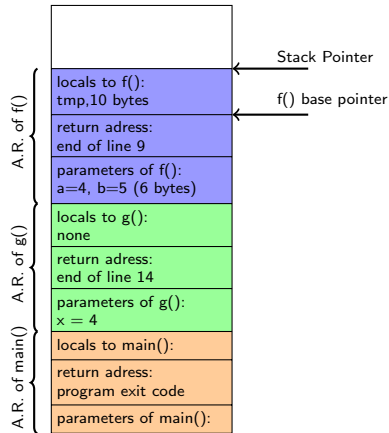 Stack Pointer
locals to f():
tmp,10 bytes
f() base pointer
return adress:
end of line 9
parameters of f():
a=4, b=5 (6 bytes)
A.R. of f()
locals to g():
none
return adress:
end of line 14
parameters of g():
x = 4
A.R. of g()
locals to main():
return adress:
program exit code
parameters of main():
A.R. of main()